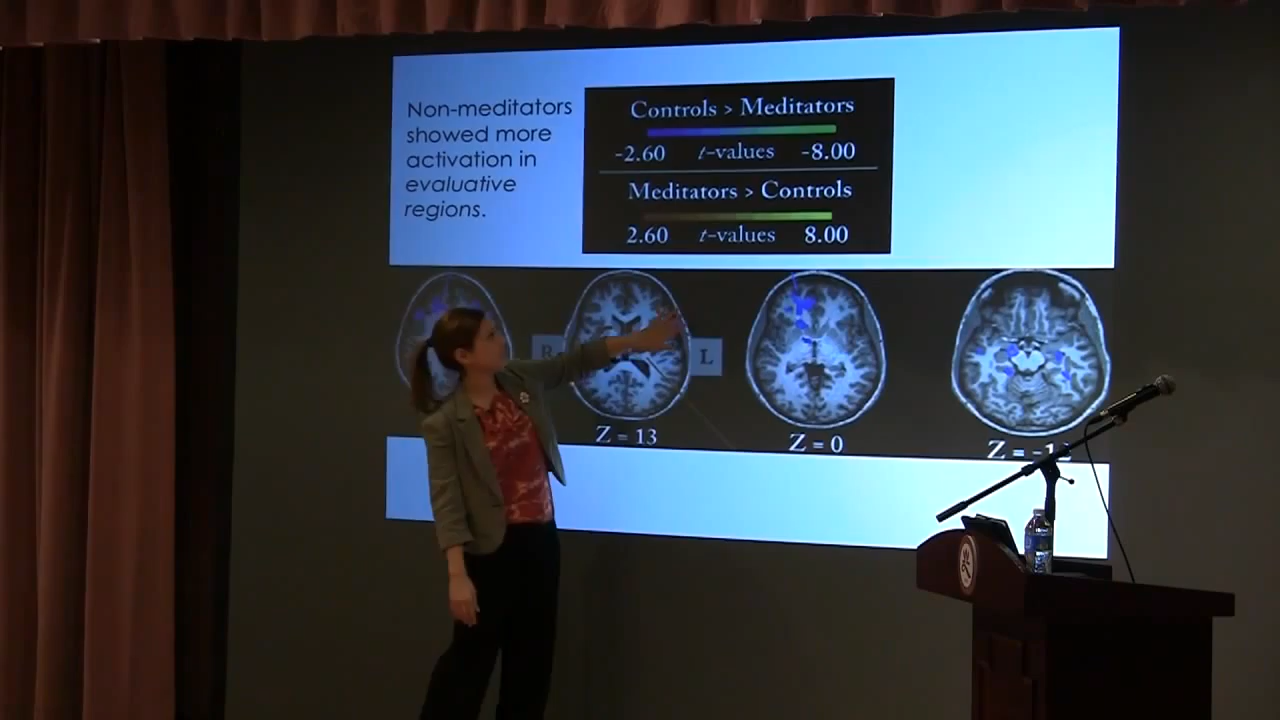 Non-meditators
showed more
activation in
evaluative
regions.
Controls > Meditators
-2.60 t-values -8.00
Meditators > Controls
2.60 t-values 8.00
R
L
Z = 13
Z = 0
Z = -12